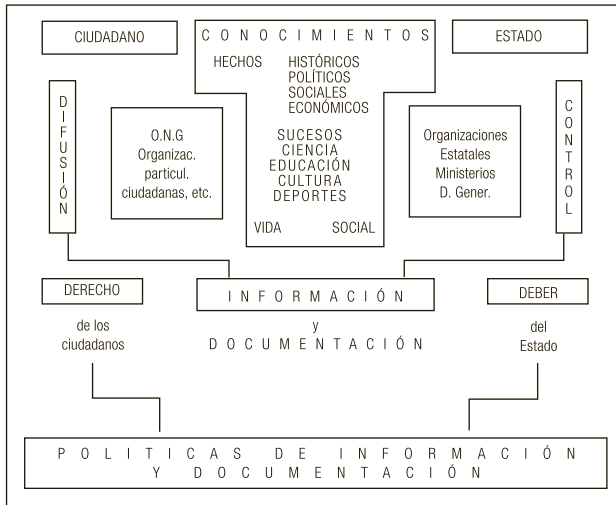 CIUDADANO
CONOCIMIENTOS
ESTADO
HECHOS HISTÓRICOS
POLÍTICOS
SOCIALES
ECONÓMICOS
SUCESOS
CIENCIA
EDUCACIÓN
CULTURA
DEPORTES
VIDA SOCIAL
DIFUSIÓN
O.N.G
Organizac.
particul.
ciudadanas, etc.
Organizaciones
Estatales
Ministerios
D. Gener.
CONTROL
DERECHO
de los
ciudadanos
INFORMACIÓN
y
DOCUMENTACIÓN
DEBER
del
Estado
POLITICAS DE INFORMACIÓN
Y DOCUMENTACIÓN